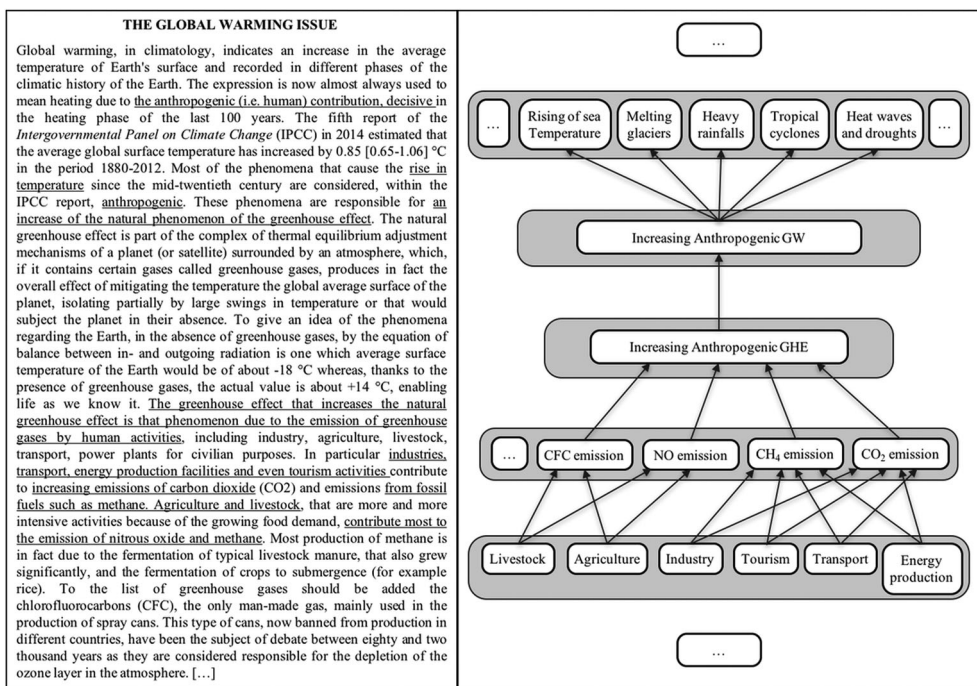 THE GLOBAL WARMING ISSUE
Global warming, in climatology, indicates an increase in the average
temperature of Earth's surface and recorded in different phases of the
climatic history of the Earth. The expression is now almost always used to
mean heating due to the anthropogenic (i.e. human) contribution, decisive in
the heating phase of the last 100 years. The fifth report of the
Intergovernmental Panel on Climate Change (IPCC) in 2014 estimated that
the average global surface temperature has increased by 0.85 [0.65-1.06] °C
in the period 1880-2012. Most of the phenomena that cause the rise in
temperature since the mid-twentieth century are considered, within the
IPCC report, anthropogenic. These phenomena are responsible for an
increase of the natural phenomenon of the greenhouse effect. The natural
greenhouse effect is part of the complex of thermal equilibrium adjustment
mechanisms of a planet (or satellite) surrounded by an atmosphere, which,
if it contains certain gases called greenhouse gases, produces in fact the
overall effect of mitigating the temperature the global average surface of the
planet, isolating partially by large swings in temperature or that would
subject the planet in their absence. To give an idea of the phenomena
regarding the Earth, in the absence of greenhouse gases, by the equation of
balance between in- and outgoing radiation is one which average surface
temperature of the Earth would be of about -18 °C whereas, thanks to the
presence of greenhouse gases, the actual value is about +14 °C, enabling
life as we know it. The greenhouse effect that increases the natural
greenhouse effect is that phenomenon due to the emission of greenhouse
gases by human activities, including industry, agriculture, livestock,
transport, power plants for civilian purposes. In particular industries,
transport, energy production facilities and even tourism activities contribute
to increasing emissions of carbon dioxide (CO2) and emissions from fossil
fuels such as methane. Agriculture and livestock, that are more and more
intensive activities because of the growing food demand, contribute most to
the emission of nitrous oxide and methane. Most production of methane is
in fact due to the fermentation of typical livestock manure, that also grew
significantly, and the fermentation of crops to submergence (for example
rice). To the list of greenhouse gases should be added the
chlorofluorocarbons (CFC), the only man-made gas, mainly used in the
production of spray cans. This type of cans, now banned from production in
different countries, have been the subject of debate between eighty and two
thousand years as they are considered responsible for the depletion of the
ozone layer in the atmosphere. […]
…
… Rising of sea Temperature Melting glaciers Heavy rainfalls Tropical cyclones Heat waves and droughts …
Increasing Anthropogenic GW
Increasing Anthropogenic GHE
… CFC emission NO emission CH4 emission CO2 emission
Livestock Agriculture Industry Tourism Transport Energy production
…